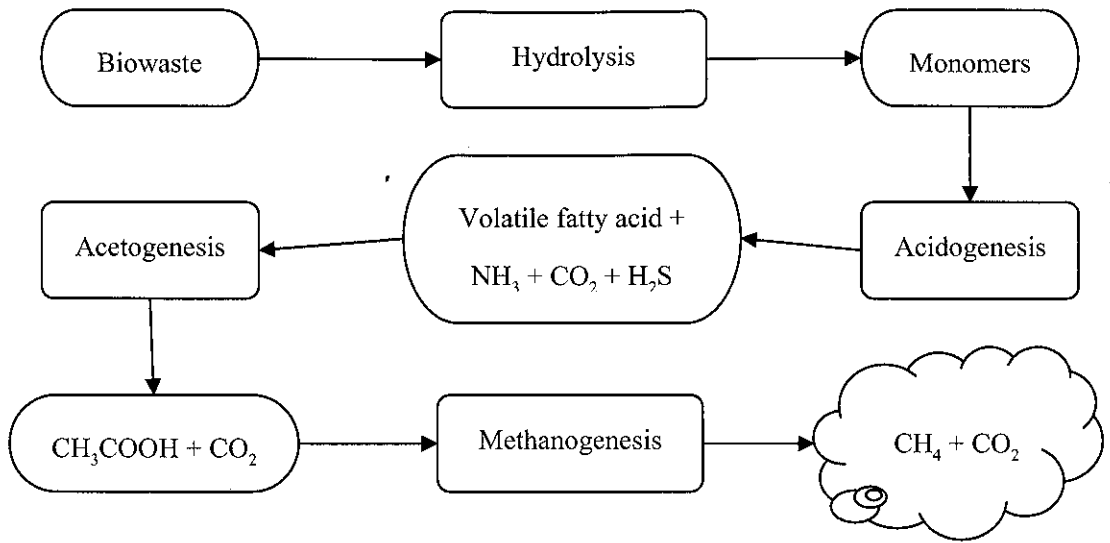 Biowaste
Hydrolysis
Monomers
Acidogenesis
Volatile fatty acid +
NH₃ + CO₂ + H₂S
Acetogenesis
CH₃COOH + CO₂
Methanogenesis
CH₄ + CO₂